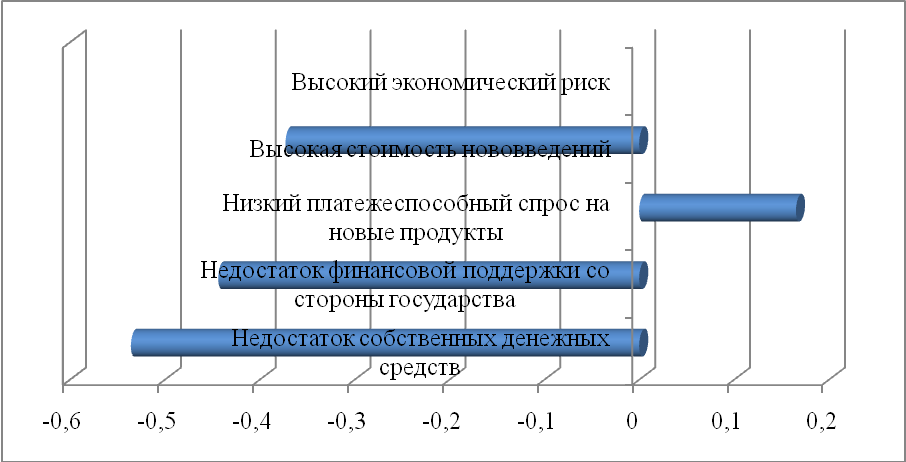 Высокий экономический риск
Высокая стоимость нововведений
Низкий платежеспособный спрос на
новые продукты
Недостаток финансовой поддержки со
стороны государства
Недостаток собственных денежных
средств
-0,6 -0,5 -0,4 -0,3 -0,2 -0,1 0 0,1 0,2